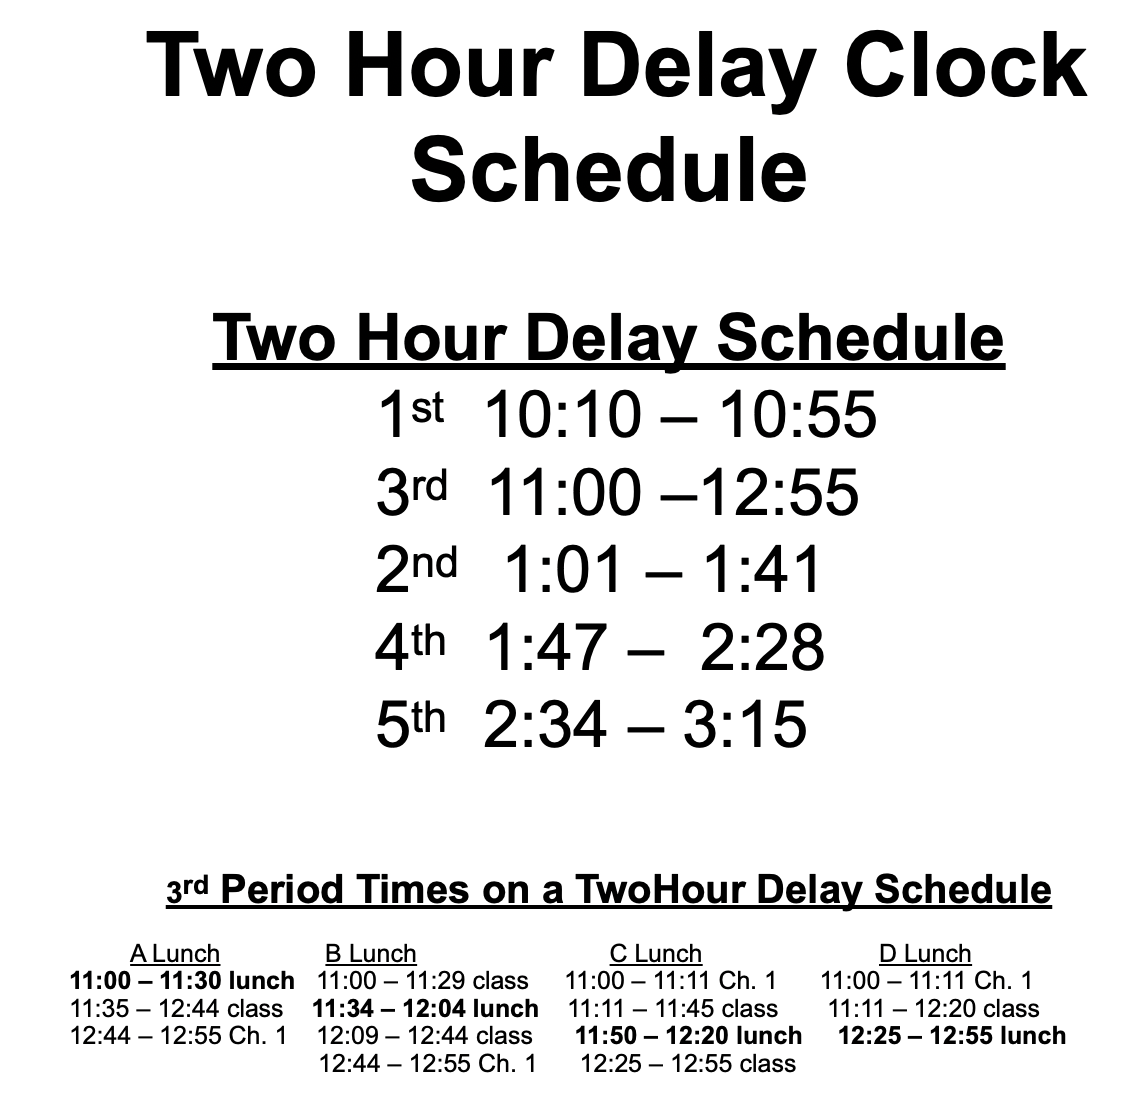 Two Hour Delay Clock
Schedule
Two Hour Delay Schedule
1st 10:10 – 10:55
3rd 11:00 –12:55
2nd 1:01 – 1:41
4th 1:47 – 2:28
5th 2:34 – 3:15
3rd Period Times on a TwoHour Delay Schedule
A Lunch B Lunch C Lunch D Lunch
11:00 – 11:30 lunch 11:00 – 11:29 class 11:00 – 11:11 Ch. 1 11:00 – 11:11 Ch. 1
11:35 – 12:44 class 11:34 – 12:04 lunch 11:11 – 11:45 class 11:11 – 12:20 class
12:44 – 12:55 Ch. 1 12:09 – 12:44 class 11:50 – 12:20 lunch 12:25 – 12:55 lunch
12:44 – 12:55 Ch. 1 12:25 – 12:55 class